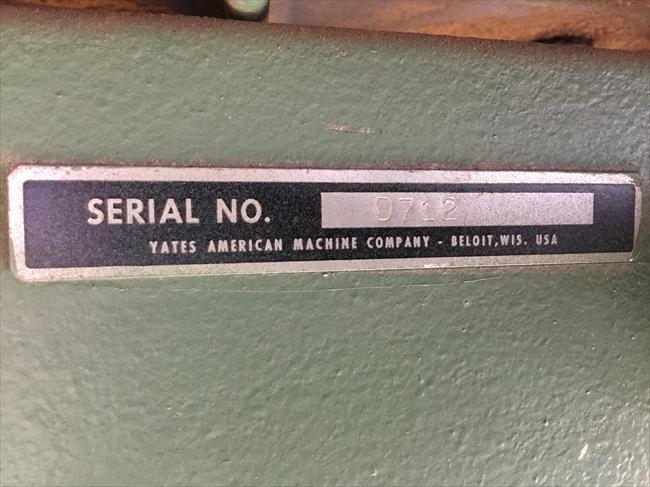 SERIAL NO. 0712
YATES AMERICAN MACHINE COMPANY - BELOIT, WIS. USA